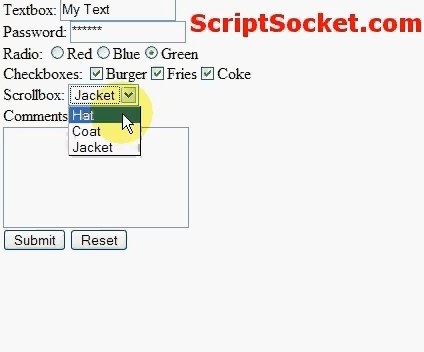 Textbox: My Text
Password: ******
ScriptSocket.com
Radio: Red Blue Green
Checkboxes: Burger Fries Coke
Scrollbox: Jacket
Comments
Hat
Coat
Jacket
Submit Reset